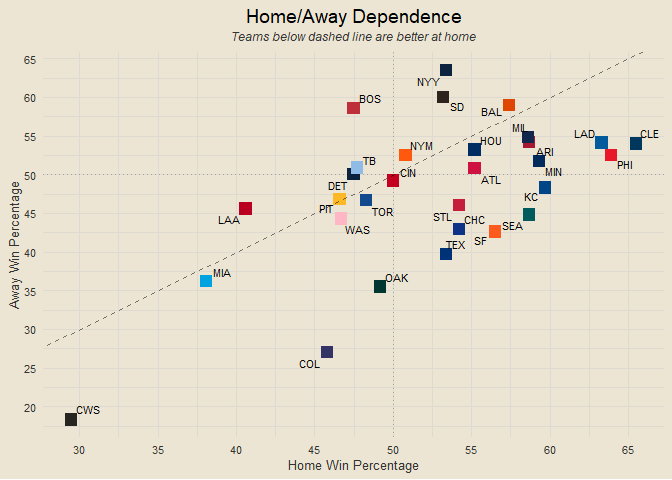 Home/Away Dependence
Teams below dashed line are better at home
65
60
55
50
45
40
35
30
25
20
Away Win Percentage
NYY
BOS
SD
BAL
MIL
LAD
CLE
HOU
NYM
ARI
PHI
TB
CIN
ATL
MIN
DET
KC
PIT
TOR
LAA
WAS
STL
CHC
SEA
SF
TEX
MIA
OAK
COL
CWS
30
35
40
45
50
55
60
65
Home Win Percentage